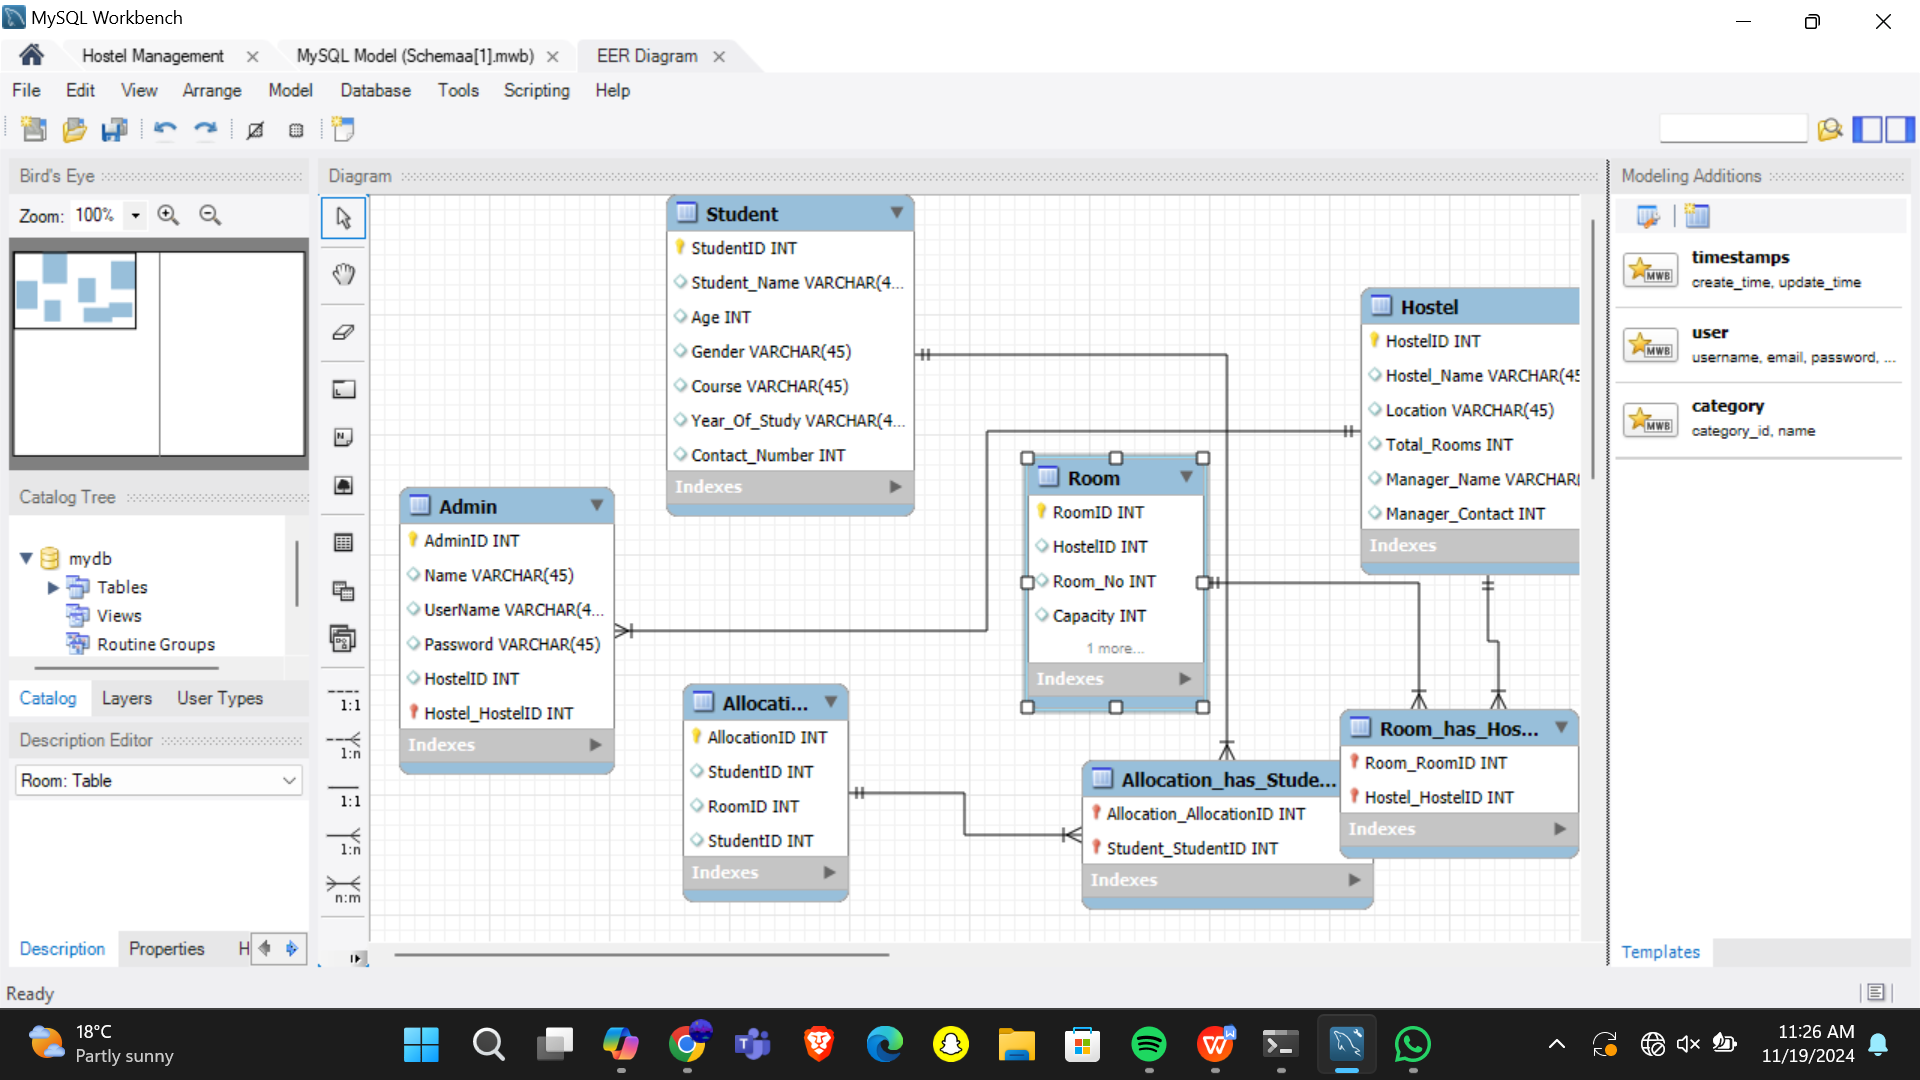 MySQL Workbench
Hostel Management
MySQL Model (Schemaa[1].mwb)
EER Diagram
File Edit View Arrange Model Database Tools Scripting Help
Bird's Eye
Zoom: 100%
Catalog Tree
mydb
Tables
Views
Routine Groups
Catalog Layers User Types
Description Editor
Room: Table
Description Properties H
Ready
Diagram
1:1
1:n
1:1
1:n
n:m
Student
StudentID INT
Student_Name VARCHAR(4...
Age INT
Gender VARCHAR(45)
Course VARCHAR(45)
Year_Of_Study VARCHAR(4...
Contact_Number INT
Indexes
Admin
AdminID INT
Name VARCHAR(45)
UserName VARCHAR(4...
Password VARCHAR(45)
HostelID INT
Hostel_HostelID INT
Indexes
Allocati...
AllocationID INT
StudentID INT
RoomID INT
StudentID INT
Indexes
Room
RoomID INT
HostelID INT
Room_No INT
Capacity INT
1 more...
Indexes
Hostel
HostelID INT
Hostel_Name VARCHAR(45
Location VARCHAR(45)
Total_Rooms INT
Manager_Name VARCHAR(
Manager_Contact INT
Indexes
Allocation_has_Stude...
Allocation_AllocationID INT
Student_StudentID INT
Indexes
Room_has_Hos...
Room_RoomID INT
Hostel_HostelID INT
Indexes
Modeling Additions
MWB
timestamps
create_time, update_time
MWB
user
username, email, password, ...
MWB
category
category_id, name
Templates
18°C
Partly sunny
11:26 AM
11/19/2024